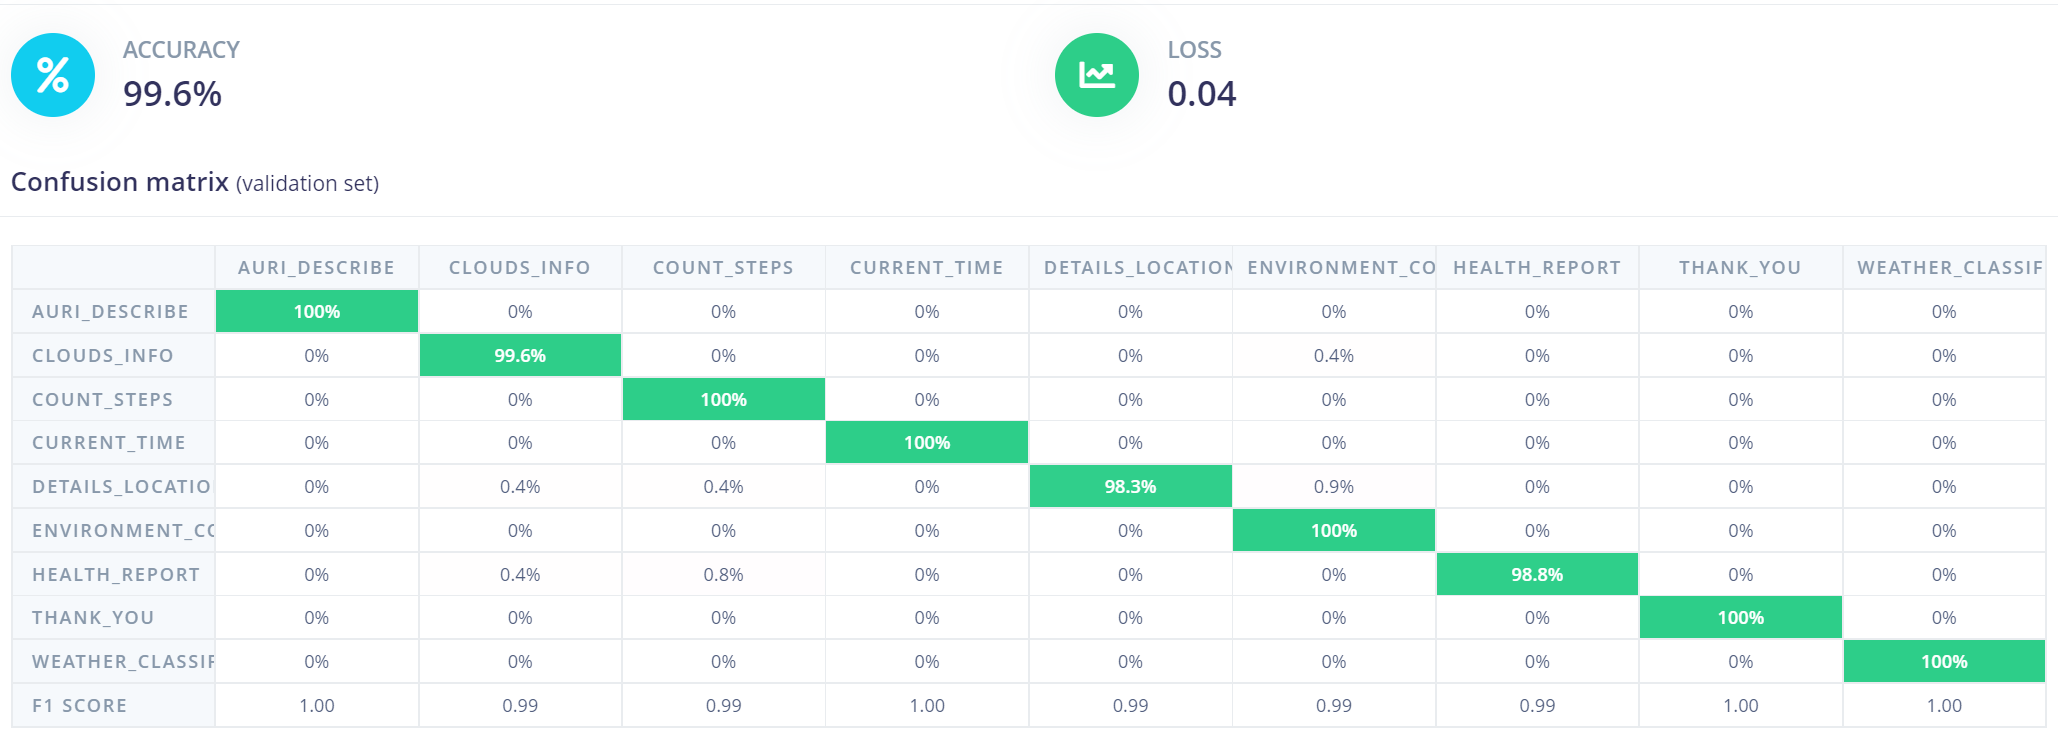 ACCURACY
99.6%
LOSS
0.04
Confusion matrix (validation set)
AURI_DESCRIBE CLOUDS_INFO COUNT_STEPS CURRENT_TIME DETAILS_LOCATION ENVIRONMENT_CO HEALTH_REPORT THANK_YOU WEATHER_CLASSIF
AURI_DESCRIBE 100% 0% 0% 0% 0% 0% 0% 0% 0%
CLOUDS_INFO 0% 99.6% 0% 0% 0% 0.4% 0% 0% 0%
COUNT_STEPS 0% 0% 100% 0% 0% 0% 0% 0% 0%
CURRENT_TIME 0% 0% 0% 100% 0% 0% 0% 0% 0%
DETAILS_LOCATIO 0% 0.4% 0.4% 0% 98.3% 0.9% 0% 0% 0%
ENVIRONMENT_CO 0% 0% 0% 0% 0% 100% 0% 0% 0%
HEALTH_REPORT 0% 0.4% 0.8% 0% 0% 0% 98.8% 0% 0%
THANK_YOU 0% 0% 0% 0% 0% 0% 0% 100% 0%
WEATHER_CLASSIF 0% 0% 0% 0% 0% 0% 0% 0% 100%
F1 SCORE 1.00 0.99 0.99 1.00 0.99 0.99 0.99 1.00 1.00